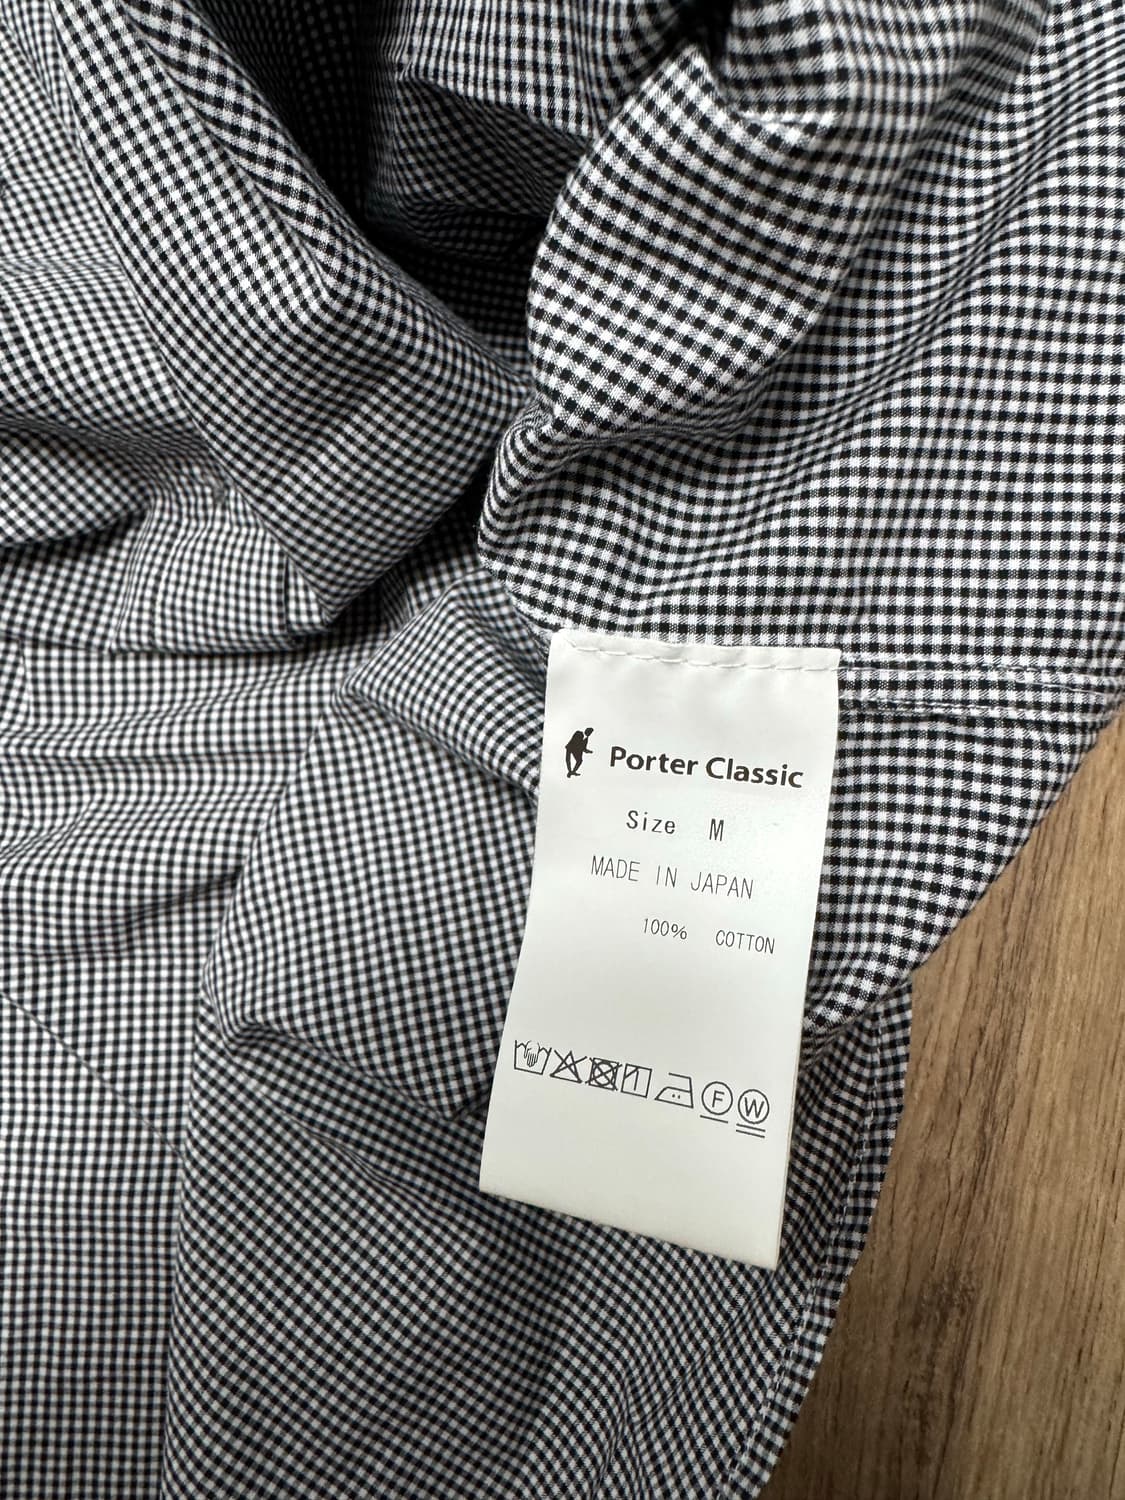 Porter Classic
Size M
MADE IN JAPAN
100% COTTON
F W